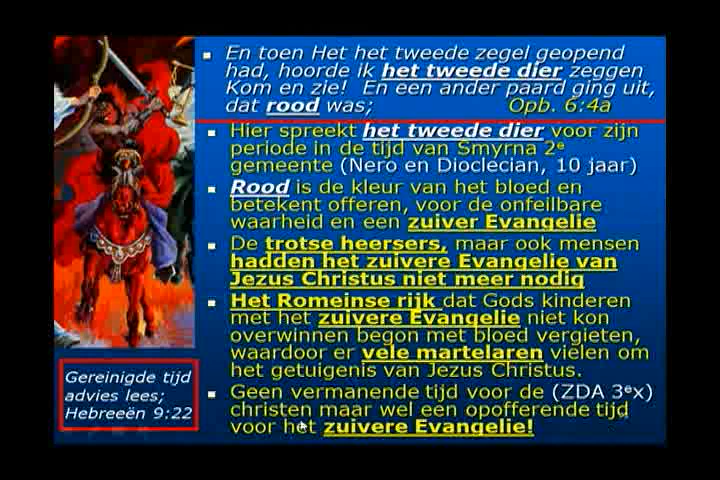 En toen Het het tweede zegel geopend
had, hoorde ik het tweede dier zeggen
Kom en zie! En een ander paard ging uit,
dat rood was; Opb. 6:4a
Hier spreekt het tweede dier voor zijn
periode in de tijd van Smyrna 2e
gemeente (Nero en Dioclecian, 10 jaar)
Rood is de kleur van het bloed en
betekent offeren, voor de onfeilbare
waarheid en een zuiver Evangelie
De trotse heersers, maar ook mensen
hadden het zuivere Evangelie van
Jezus Christus niet meer nodig
Het Romeinse rijk dat Gods kinderen
met het zuivere Evangelie niet kon
overwinnen begon met bloed vergieten,
waardoor er vele martelaren vielen om
het getuigenis van Jezus Christus.
Geen vermanende tijd voor de (ZDA 3ex)
christen maar wel een opofferende tijd
voor het zuivere Evangelie!
Gereinigde tijd
advies lees;
Hebreeën 9:22